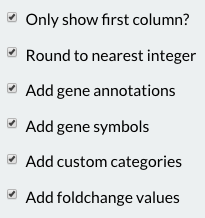 Only show first column?
Round to nearest integer
Add gene annotations
Add gene symbols
Add custom categories
Add foldchange values